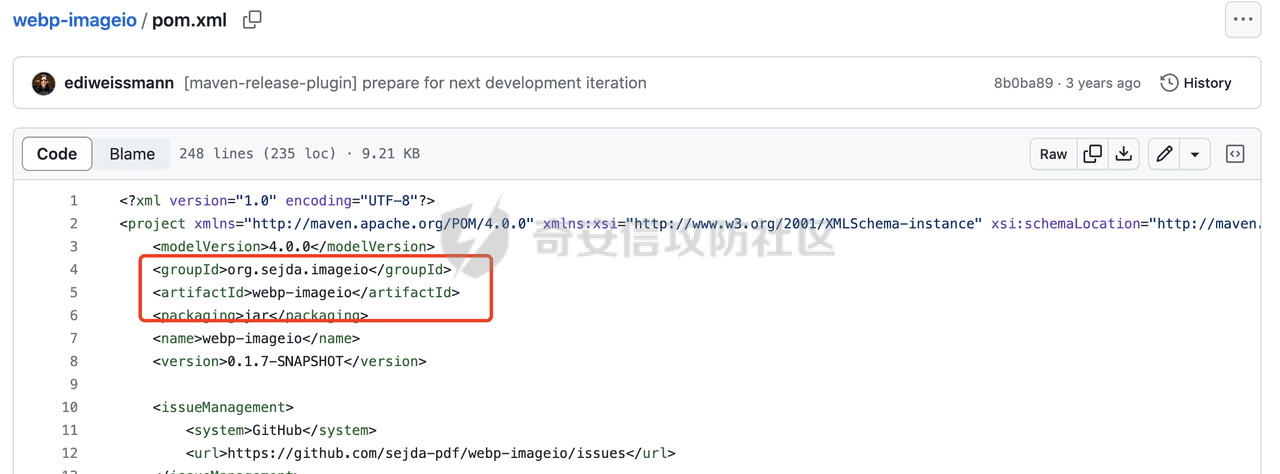 webp-imageio / pom.xml
ediweissmann [maven-release-plugin] prepare for next development iteration 8b0ba89 · 3 years ago History
Code Blame 248 lines (235 loc) · 9.21 KB Raw
1 <?xml version="1.0" encoding="UTF-8"?>
2 <project xmlns="http://maven.apache.org/POM/4.0.0" xmlns:xsi="http://www.w3.org/2001/XMLSchema-instance" xsi:schemaLocation="http://maven.
奇安信攻防社区
3 <modelVersion>4.0.0</modelVersion>
4 <groupId>org.sejda.imageio</groupId>
5 <artifactId>webp-imageio</artifactId>
6 <packaging>jar</packaging>
7 <name>webp-imageio</name>
8 <version>0.1.7-SNAPSHOT</version>
9
10 <issueManagement>
11 <system>GitHub</system>
12 <url>https://github.com/sejda-pdf/webp-imageio/issues</url>
13 </issueManagement>